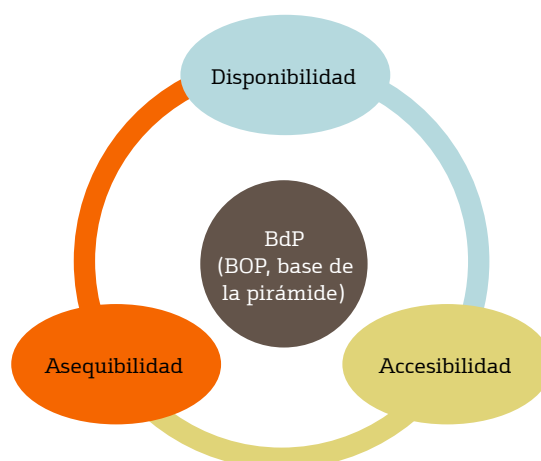 Disponibilidad
BdP
(BOP, base de
la pirámide)
Asequibilidad
Accesibilidad